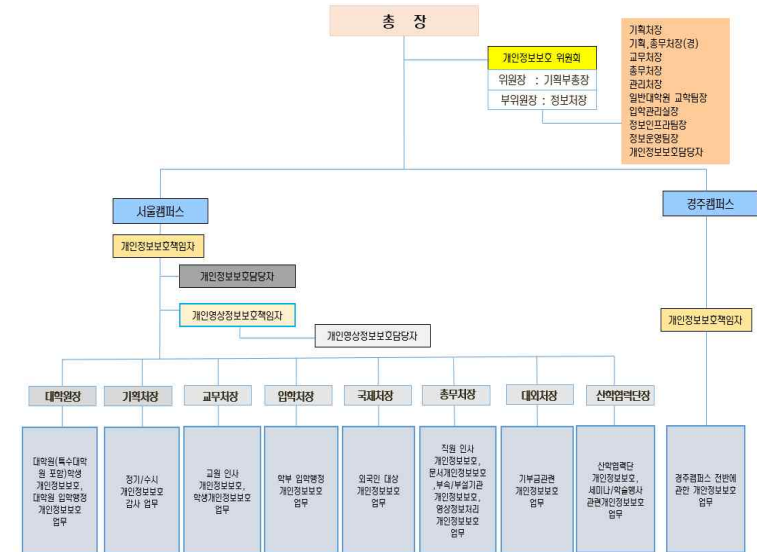 총 장
개인정보보호 위원회
위원장 : 기획부총장
부위원장 : 정보처장
기획처장
기획,총무처장(경)
교무처장
총무처장
관리처장
일반대학원 교학팀장
입학관리실장
정보인프라팀장
정보운영팀장
개인정보보호담당자
서울캠퍼스
경주캠퍼스
개인정보보호책임자
개인정보보호담당자
개인영상정보보호책임자
개인영상정보보호담당자
개인정보보호책임자
대학원장
기획처장
교무처장
입학처장
국제처장
총무처장
대외처장
산학협력단장
대학원(특수대학
원 포함)학생
개인정보보호,
대학원 입학행정
개인정보보호
업무
정기/수시
개인정보보호
감사 업무
교원 인사
개인정보보호,
학생개인정보보호
업무
학부 입학행정
개인정보보호
업무
외국인 대상
개인정보보호
업무
직원 인사
개인정보보호,
문서개인정보보호
,부속/부설기관
개인정보보호,
영상정보처리
개인정보보호
업무
기부금관련
개인정보보호
업무
산학협력단
개인정보보호,
세미나/학술행사
관련개인정보보호
업무
경주캠퍼스 전반에
관한 개인정보보호
업무